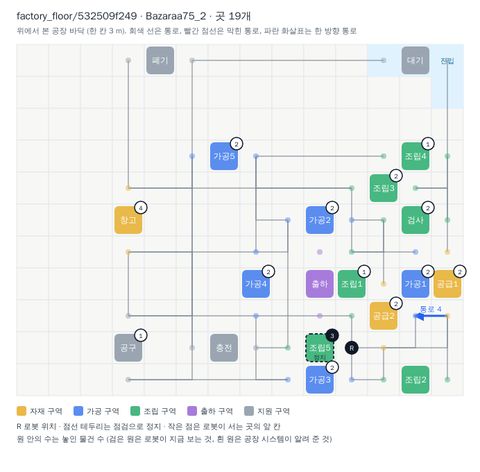 factory_floor/532509f249 · Bazaraa75_2 · 곳 19개
위에서 본 공장 바닥 (한 칸 3 m). 회색 선은 통로, 빨간 점선은 막힌 통로, 파란 화살표는 한 방향 통로
폐기
대기
진입
2
가공5
1
조립4
2
조립3
4
창고
2
가공2
2
검사
2
가공4
출하
1
조립1
2
가공1
2
공급1
2
공급2
통로 4
1
공구
충전
3
조립5
정지
R
2
가공3
조립2
자재 구역
가공 구역
조립 구역
출하 구역
지원 구역
R 로봇 위치 · 점선 테두리는 점검으로 정지 · 작은 점은 로봇이 서는 곳의 앞 칸
원 안의 수는 놓인 물건 수 (검은 원은 로봇이 지금 보는 것, 흰 원은 공장 시스템이 알려 준 것)